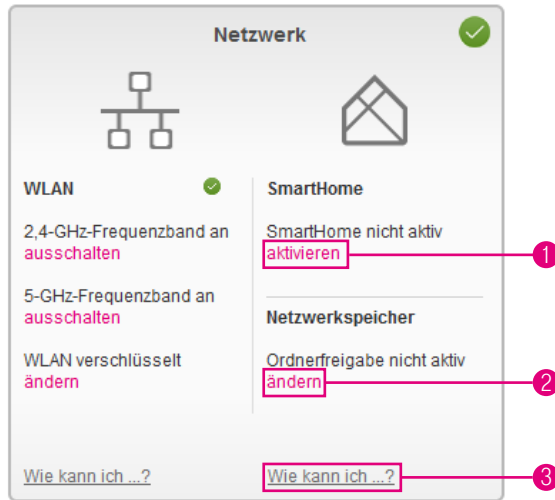 Netzwerk
WLAN
2,4-GHz-Frequenzband an
ausschalten
5-GHz-Frequenzband an
ausschalten
WLAN verschlüsselt
ändern
Wie kann ich ...?
SmartHome
SmartHome nicht aktiv
aktivieren
1
Netzwerkspeicher
Ordnerfreigabe nicht aktiv
ändern
2
Wie kann ich ...?
3